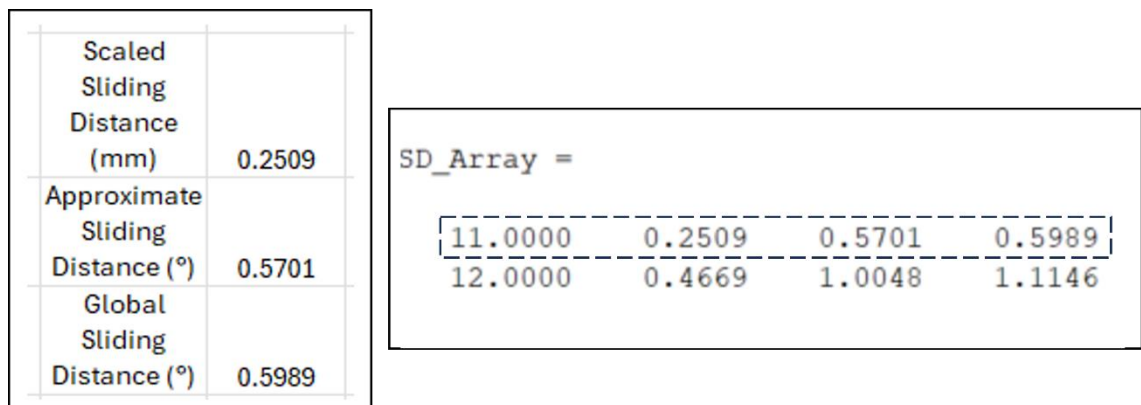 Scaled
Sliding
Distance
(mm) 0.2509
Approximate
Sliding
Distance (°) 0.5701
Global
Sliding
Distance (°) 0.5989
SD_Array =
11.0000 0.2509 0.5701 0.5989
12.0000 0.4669 1.0048 1.1146